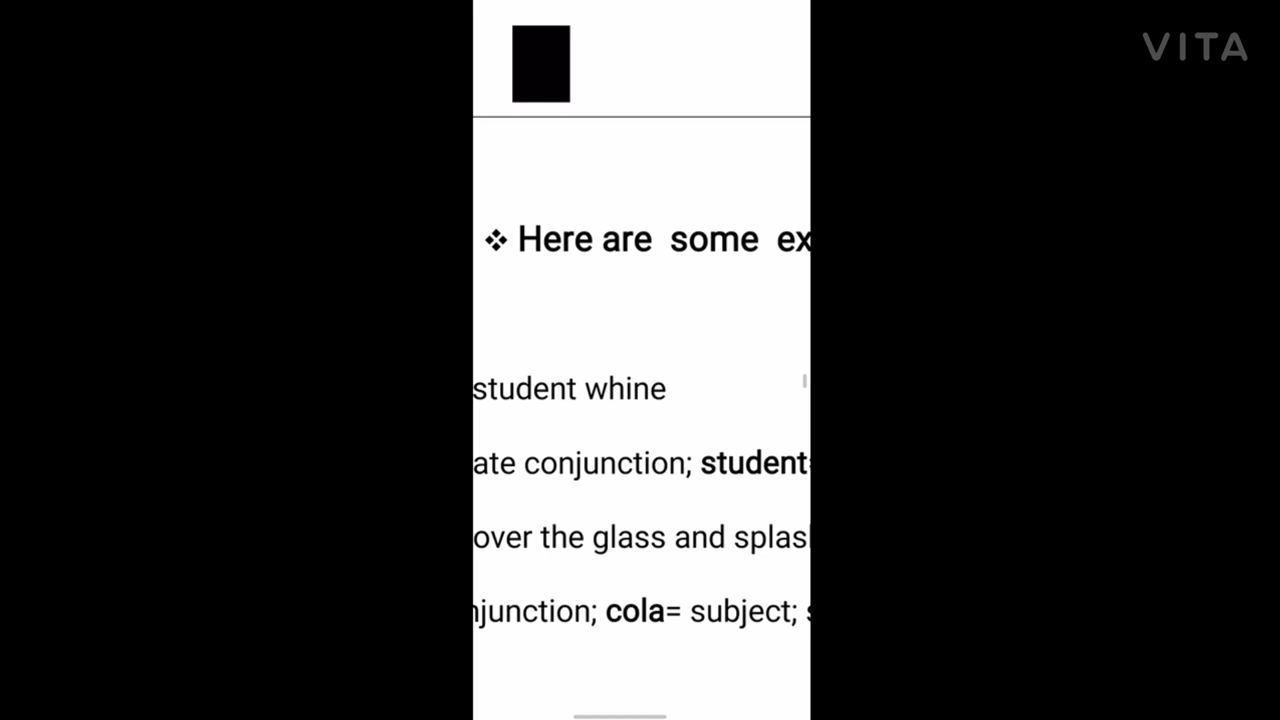 VITA
❖ Here are some ex
student whine
ate conjunction; student=
over the glass and splas
njunction; cola= subject;